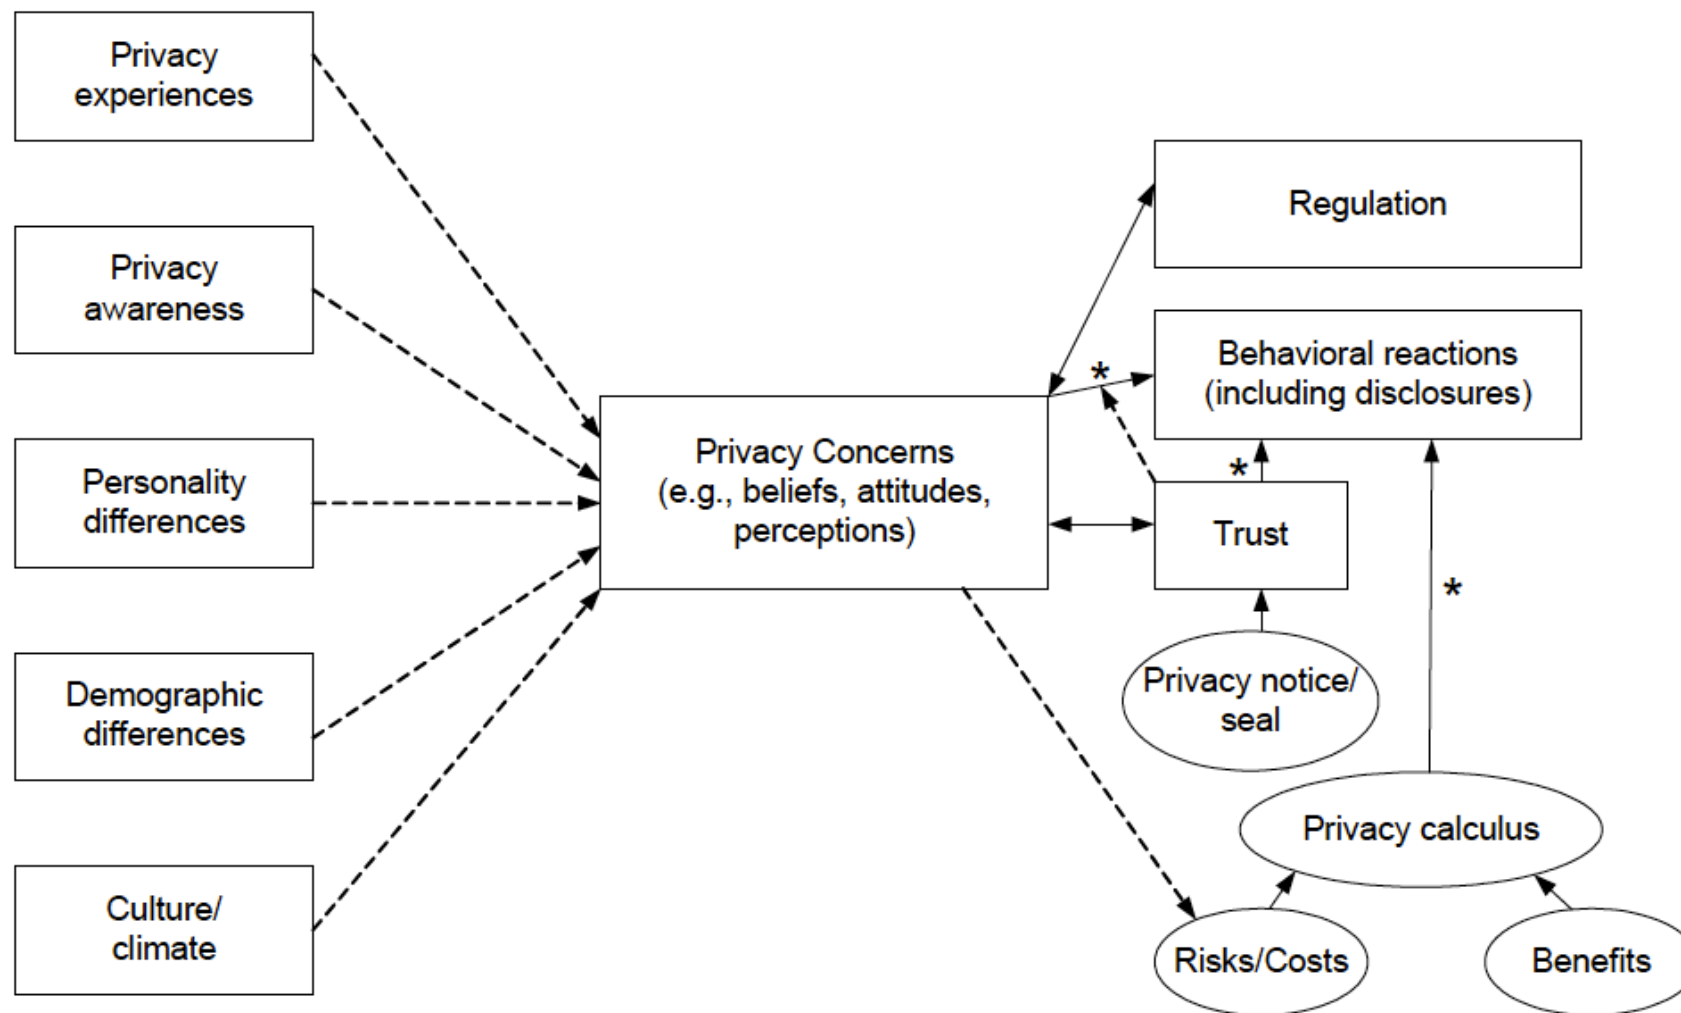 Privacy
experiences
Privacy
awareness
Personality
differences
Demographic
differences
Culture/
climate
Privacy Concerns
(e.g., beliefs, attitudes,
perceptions)
Regulation
Behavioral reactions
(including disclosures)
*
*
Trust
*
Privacy notice/
seal
Privacy calculus
Risks/Costs
Benefits